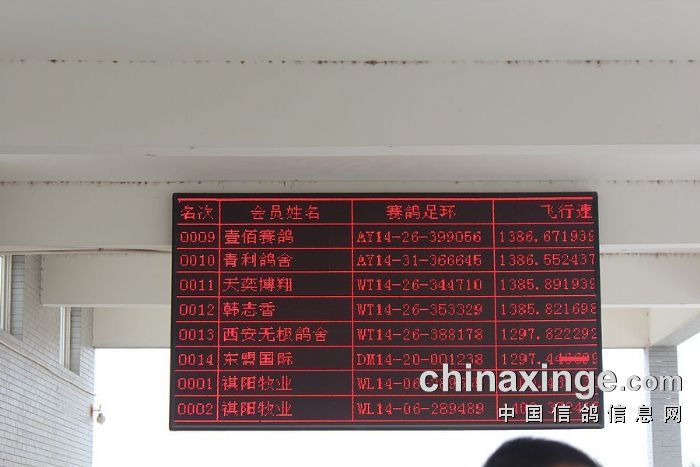 名次 会员姓名 赛鸽足环 飞行速
0009 壹佰赛鸽 AY14-26-399056 1386.671939
0010 青利鸽舍 AY14-31-366645 1386.552437
0011 天奕博翔 WT14-26-344710 1385.891939
0012 韩志香 WT14-26-353329 1385.821698
0013 西安无极鸽舍 WT14-26-388178 1297.822292
0014 东盟国际 DM14-20-001238
0001 祺阳牧业
0002 祺阳牧业 WL14-06-289489
chinaxinge.com
中国信鸽信息网